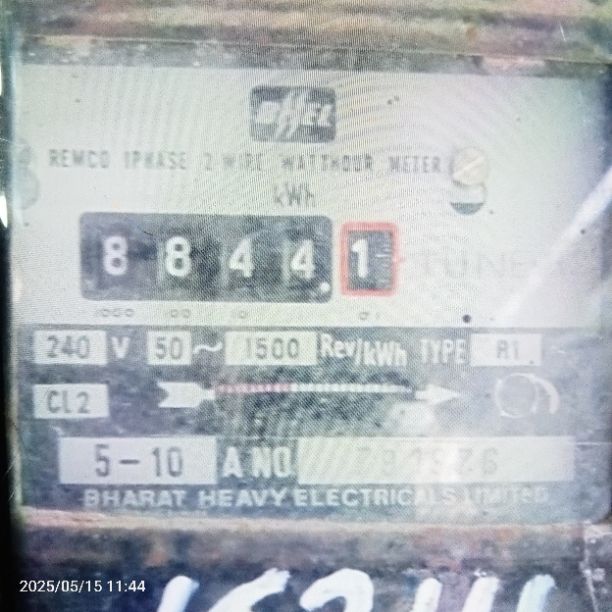 BHEL
REMCO 1PHASE 2 WIRE WATTHOUR METER
kWh
8 8 4 4 . 1
1000 100 10 0.1
240 V 50 ~ 1500 Rev/kWh TYPE R1
CL2
5-10 A NO.
BHARAT HEAVY ELECTRICALS LIMITED
2025/05/15 11:44